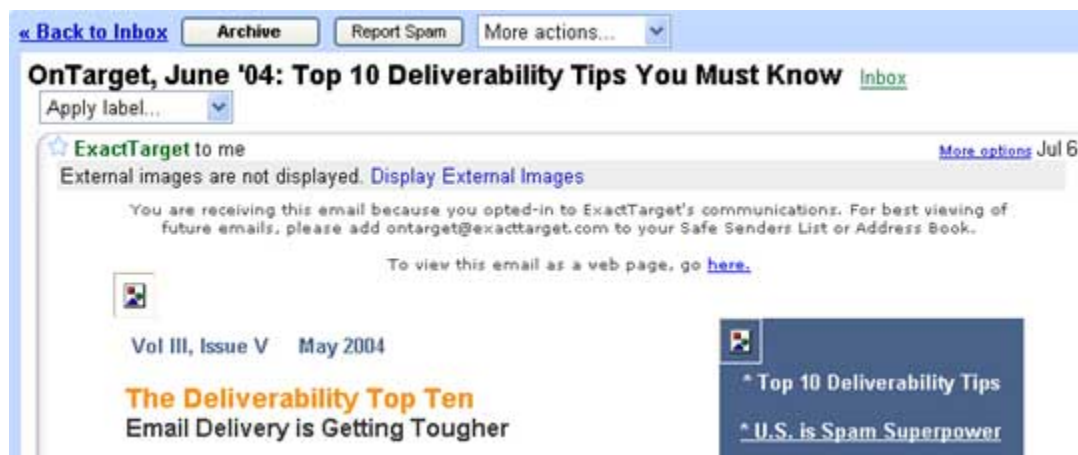 « Back to Inbox Archive Report Spam More actions...
OnTarget, June '04: Top 10 Deliverability Tips You Must Know Inbox
Apply label...
ExactTarget to me More options Jul 6
External images are not displayed. Display External Images
You are receiving this email because you opted-in to ExactTarget's communications. For best viewing of
future emails, please add ontarget@exacttarget.com to your Safe Senders List or Address Book.
To view this email as a web page, go here.
Vol III, Issue V May 2004
* Top 10 Deliverability Tips
The Deliverability Top Ten
Email Delivery is Getting Tougher
* U.S. is Spam Superpower